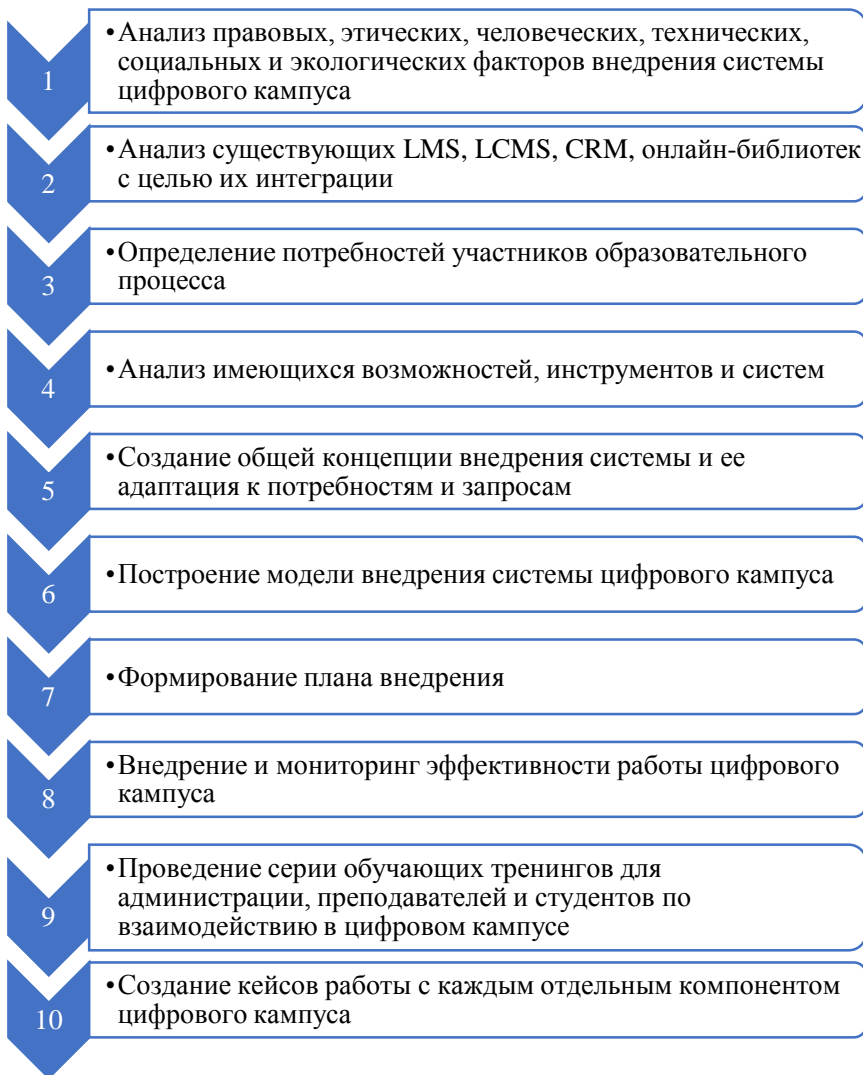 1
•Анализ правовых, этических, человеческих, технических,
социальных и экологических факторов внедрения системы
цифрового кампуса
2
•Анализ существующих LMS, LCMS, CRM, онлайн-библиотек
с целью их интеграции
3
•Определение потребностей участников образовательного
процесса
4
•Анализ имеющихся возможностей, инструментов и систем
5
•Создание общей концепции внедрения системы и ее
адаптация к потребностям и запросам
6
•Построение модели внедрения системы цифрового кампуса
7
•Формирование плана внедрения
8
•Внедрение и мониторинг эффективности работы цифрового
кампуса
9
•Проведение серии обучающих тренингов для
администрации, преподавателей и студентов по
взаимодействию в цифровом кампусе
10
•Создание кейсов работы с каждым отдельным компонентом
цифрового кампуса